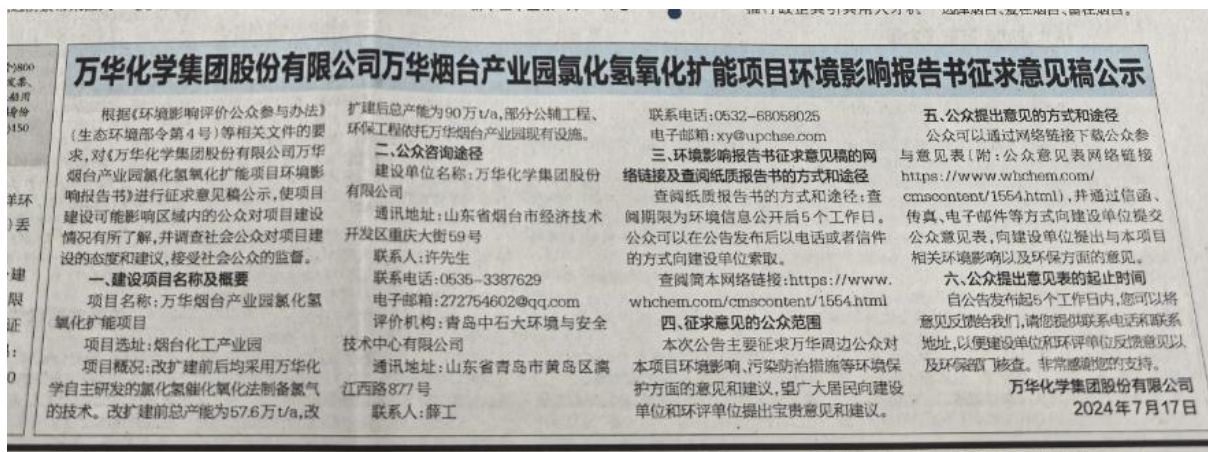 万华化学集团股份有限公司万华烟台产业园氯化氢氧化扩能项目环境影响报告书征求意见稿公示
根据《环境影响评价公众参与办法》
(生态环境部令第4号)等相关文件的要
求,对《万华化学集团股份有限公司万华
烟台产业园氯化氢氧化扩能项目环境影
响报告书》进行征求意见稿公示,使项目
建设可能影响区域内的公众对项目建设
情况有所了解,并调查社会公众对项目建
设的态度和建议,接受社会公众的监督。
一、建设项目名称及概要
项目名称:万华烟台产业园氯化氢
氧化扩能项目
项目选址:烟台化工产业园
项目概况:改扩建前后均采用万华化
学自主研发的氯化氢催化氧化法制备氯气
的技术。改扩建前总产能为57.6万t/a,改
扩建后总产能为90万t/a,部分公辅工程、
环保工程依托万华烟台产业园现有设施。
二、公众咨询途径
建设单位名称:万华化学集团股份
有限公司
通讯地址:山东省烟台市经济技术
开发区重庆大街59号
联系人:许先生
联系电话:0535-3387629
电子邮箱:272754602@qq.com
评价机构:青岛中石大环境与安全
技术中心有限公司
通讯地址:山东省青岛市黄岛区漓
江西路877号
联系人:薛工
联系电话:0532-68058025
电子邮箱:xy@upchse.com
三、环境影响报告书征求意见稿的网
络链接及查阅纸质报告书的方式和途径
查阅纸质报告书的方式和途径:查
阅期限为环境信息公开后5个工作日。
公众可以在公告发布后以电话或者信件
的方式向建设单位索取。
查阅简本网络链接:https://www.
whchem.com/cmscontent/1554.html
四、征求意见的公众范围
本次公告主要征求万华周边公众对
本项目环境影响、污染防治措施等环境保
护方面的意见和建议,望广大居民向建设
单位和环评单位提出宝贵意见和建议。
五、公众提出意见的方式和途径
公众可以通过网络链接下载公众参
与意见表(附:公众意见表网络链接
https://www.whchem.com/
cmscontent/1554.html),并通过信函、
传真、电子邮件等方式向建设单位提交
公众意见表,向建设单位提出与本项目
相关环境影响以及环保方面的意见。
六、公众提出意见表的起止时间
自公告发布起5个工作日内,您可以将
意见反馈给我们,请您提供联系电话和联系
地址,以便建设单位和环评单位反馈意见以
及环保部门核查。非常感谢您的支持。
万华化学集团股份有限公司
2024年7月17日